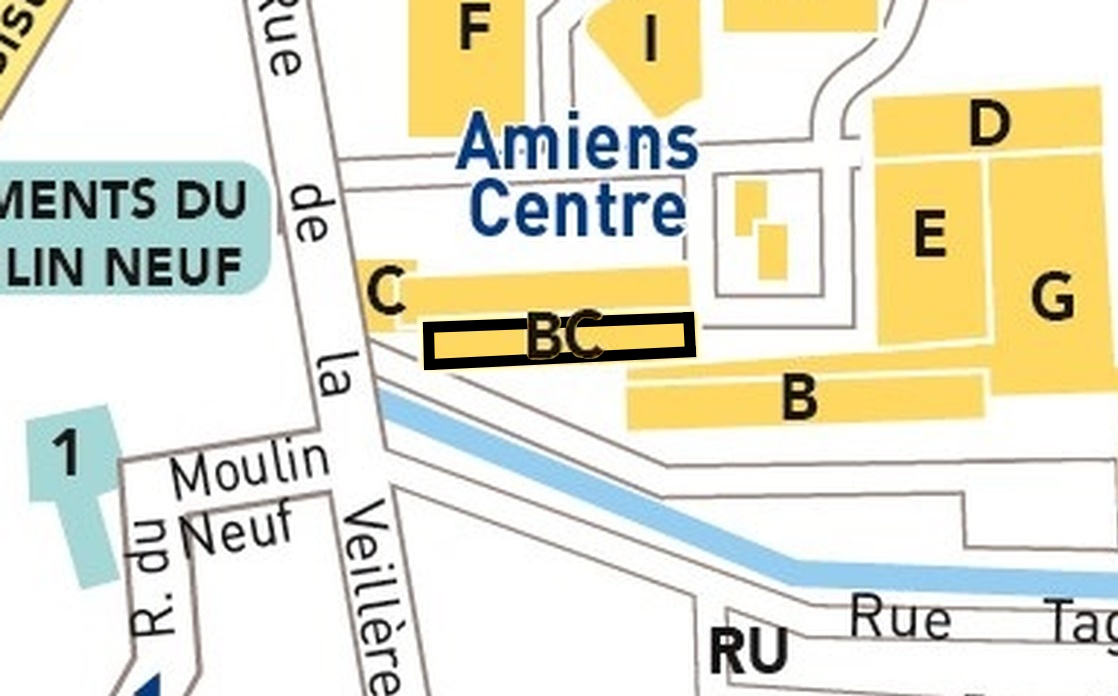 Rue
de
la
Veillère
F
I
D
Amiens
Centre
MENTS DU
LIN NEUF
E
G
C
BC
B
1
Moulin
Neuf
R. du
Rue
RU